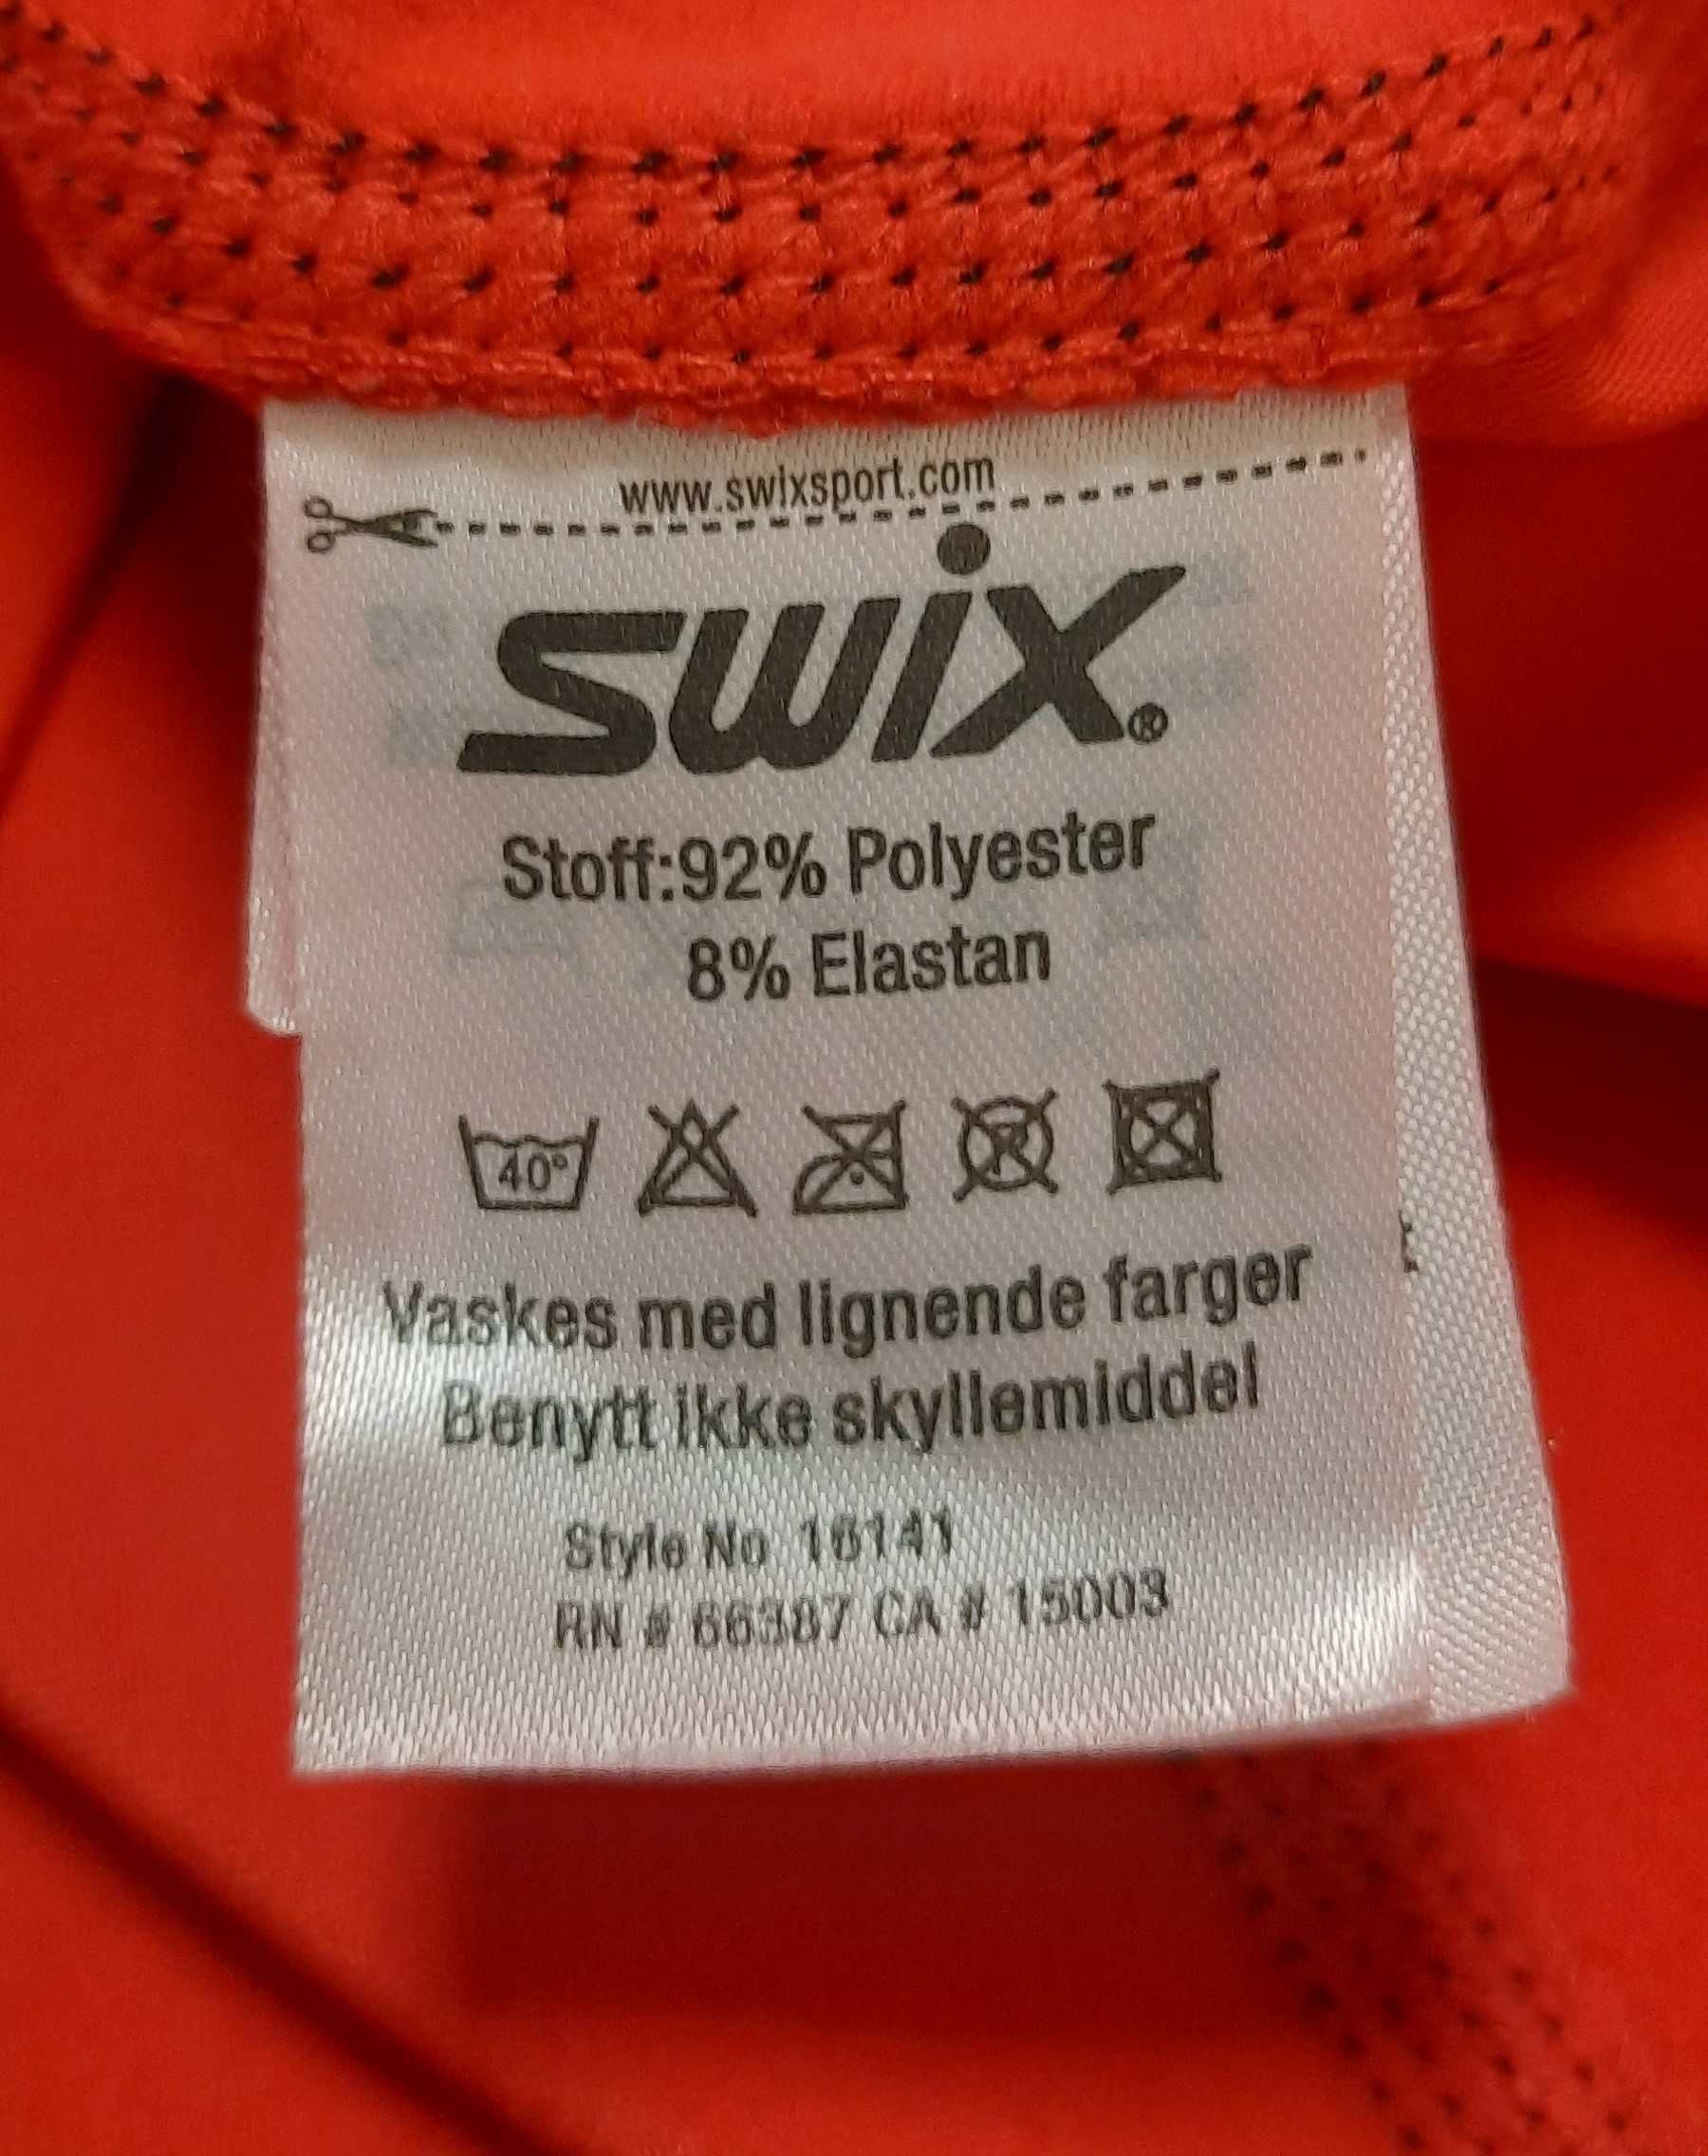 www.swixsport.com
swix®
Stoff:92% Polyester
8% Elastan
40°
Vaskes med lignende farger
Benytt ikke skyllemiddel
Style No 16141
RN # 66387 CA # 15003